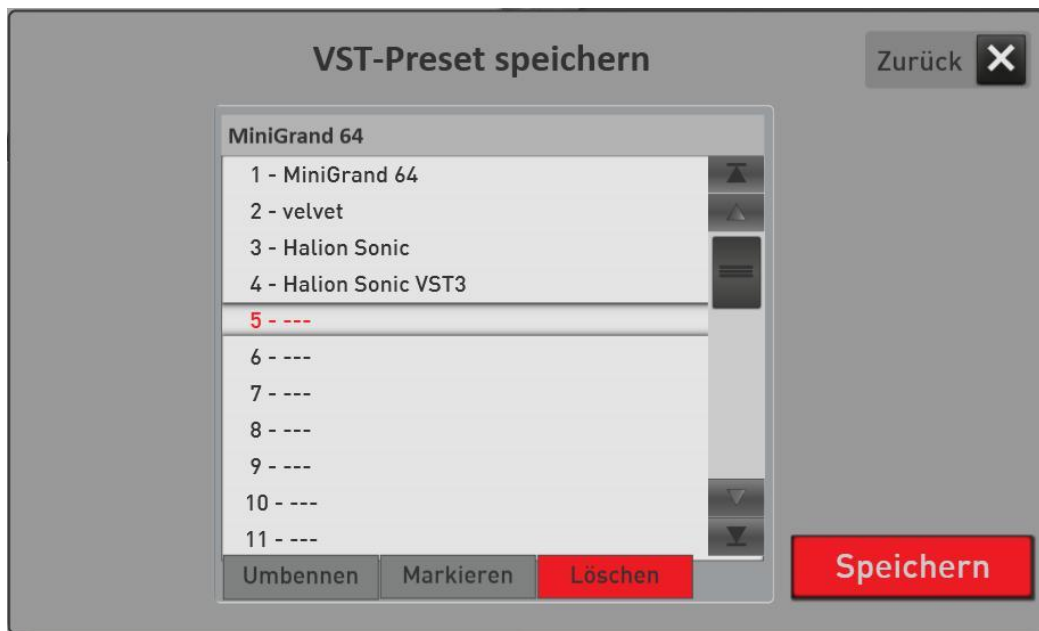 VST-Preset speichern
Zurück
MiniGrand 64
1 - MiniGrand 64
2 - velvet
3 - Halion Sonic
4 - Halion Sonic VST3
5 - ---
6 - ---
7 - ---
8 - ---
9 - ---
10 - ---
11 - ---
Umbennen Markieren Löschen
Speichern